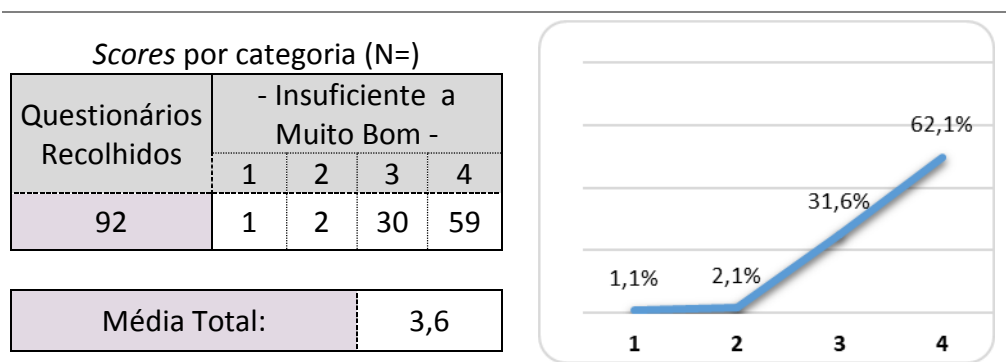 Scores por categoria (N=)
Questionários Recolhidos
- Insuficiente a
Muito Bom -
1 2 3 4
92 1 2 30 59
Média Total: 3,6
62,1%
31,6%
1,1% 2,1%
1 2 3 4